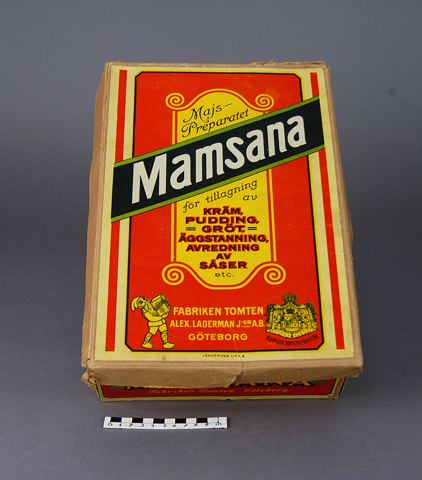 Majs-
Preparatet
Mamsana
för tillagning
av
KRÄM,
PUDDING,
=GRÖT,=
ÄGGSTANNING,
AVREDNING
AV
SÅSER
etc.
FABRIKEN TOMTEN
ALEX. LAGERMAN J:OR A.B.
GÖTEBORG
KUNGLIG HOFLEVERANTÖR
Fabriken Tomten, Göteborg